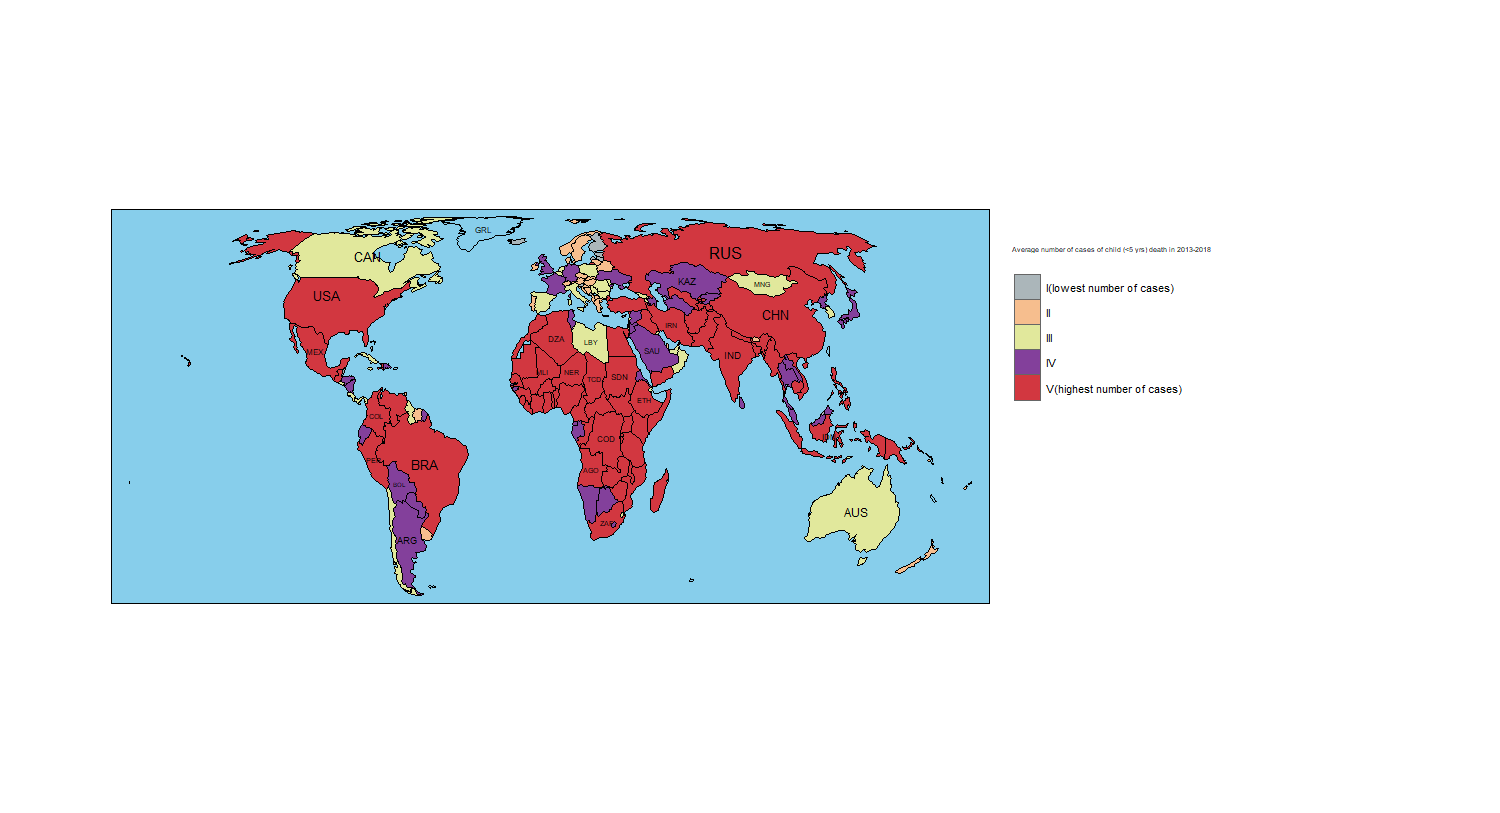 GRL
RUS
CAN
KAZ
MNG
USA
CHN
IRN
DZA
LBY
MEX
SAU
IND
MLI
NER
TCD
SDN
ETH
COL
COD
BRA
PER
AGO
BOL
AUS
ZAF
ARG
Average number of cases of child (<5 yrs) death in 2013-2018
I(lowest number of cases)
II
III
IV
V(highest number of cases)